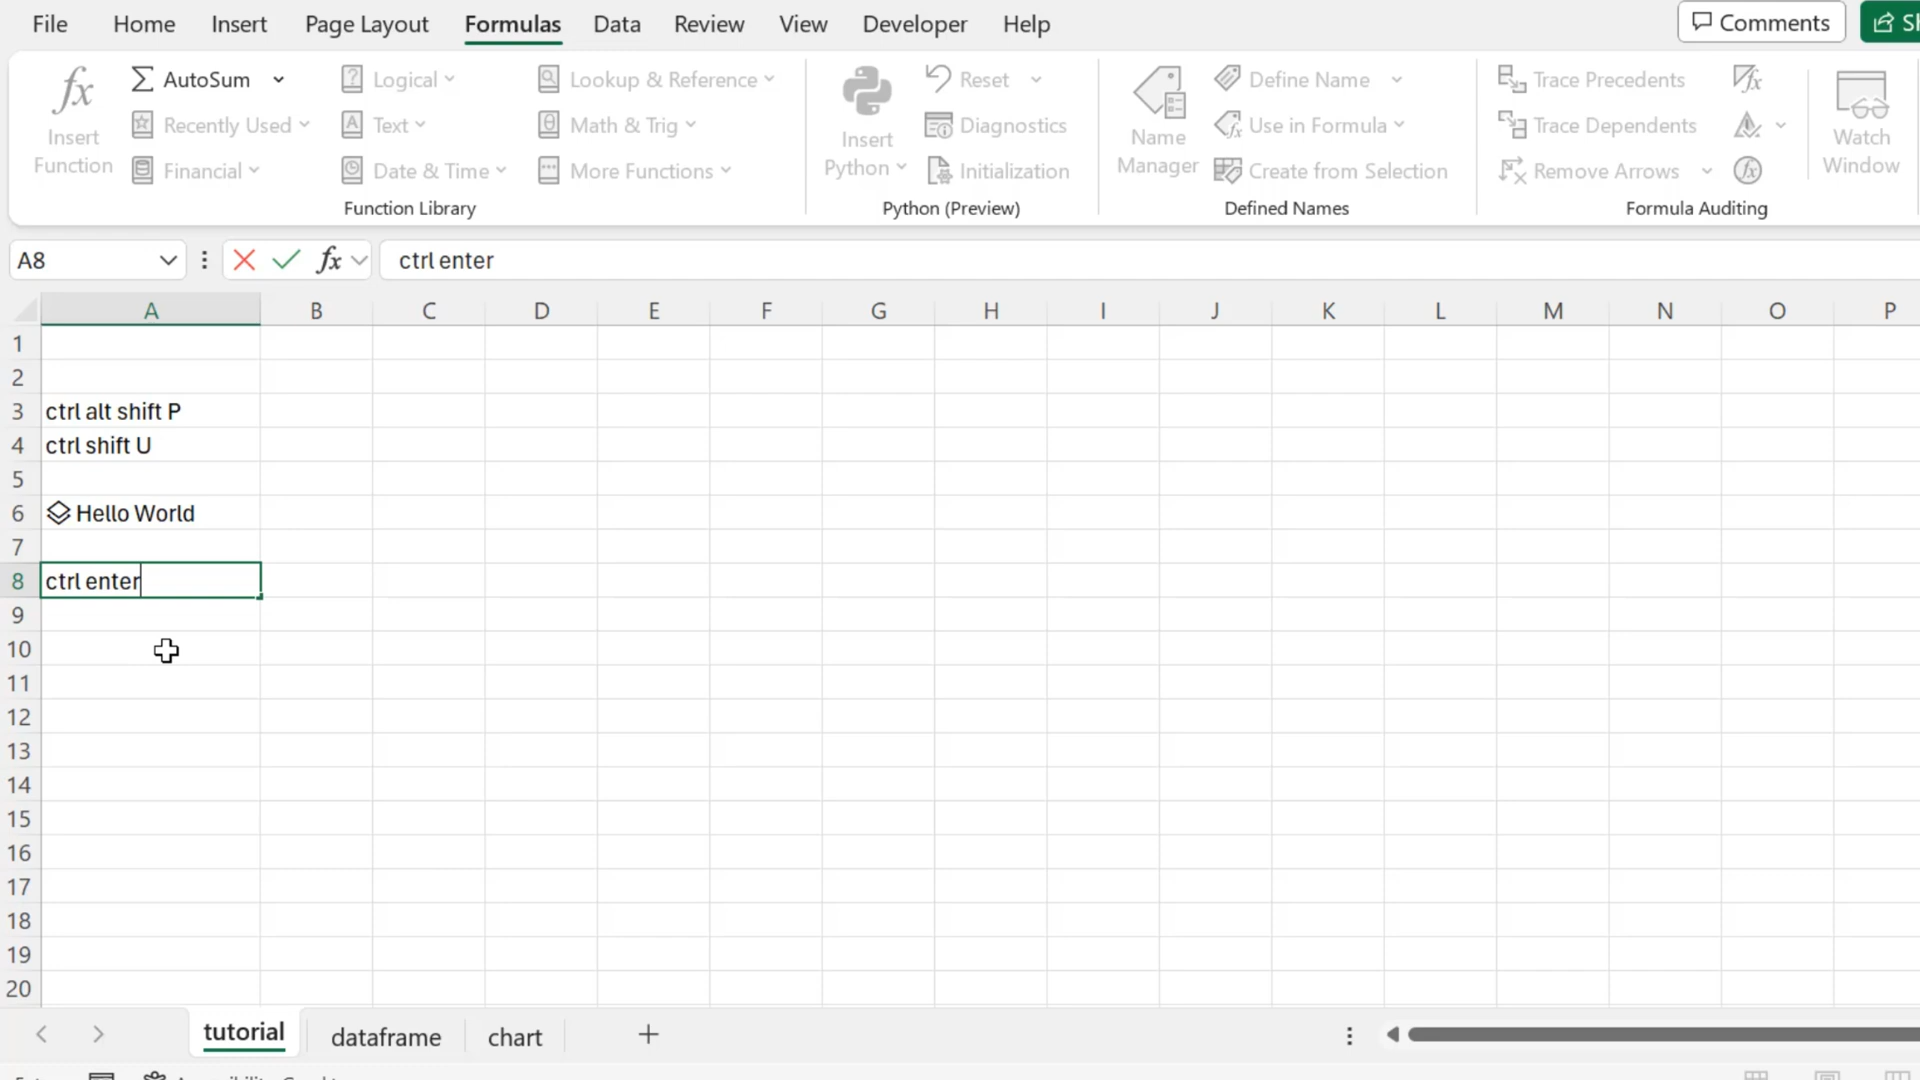 File Home Insert Page Layout Formulas Data Review View Developer Help Comments
AutoSum Logical Lookup & Reference Reset Define Name Trace Precedents
Insert Function Recently Used Text Math & Trig Insert Python Diagnostics Name Manager Use in Formula Trace Dependents Watch Window
Financial Date & Time More Functions Initialization Create from Selection Remove Arrows
Function Library Python (Preview) Defined Names Formula Auditing
A8 fx ctrl enter
A B C D E F G H I J K L M N O P
1
2
3 ctrl alt shift P
4 ctrl shift U
5
6 Hello World
7
8 ctrl enter
9
10
11
12
13
14
15
16
17
18
19
20
tutorial dataframe chart